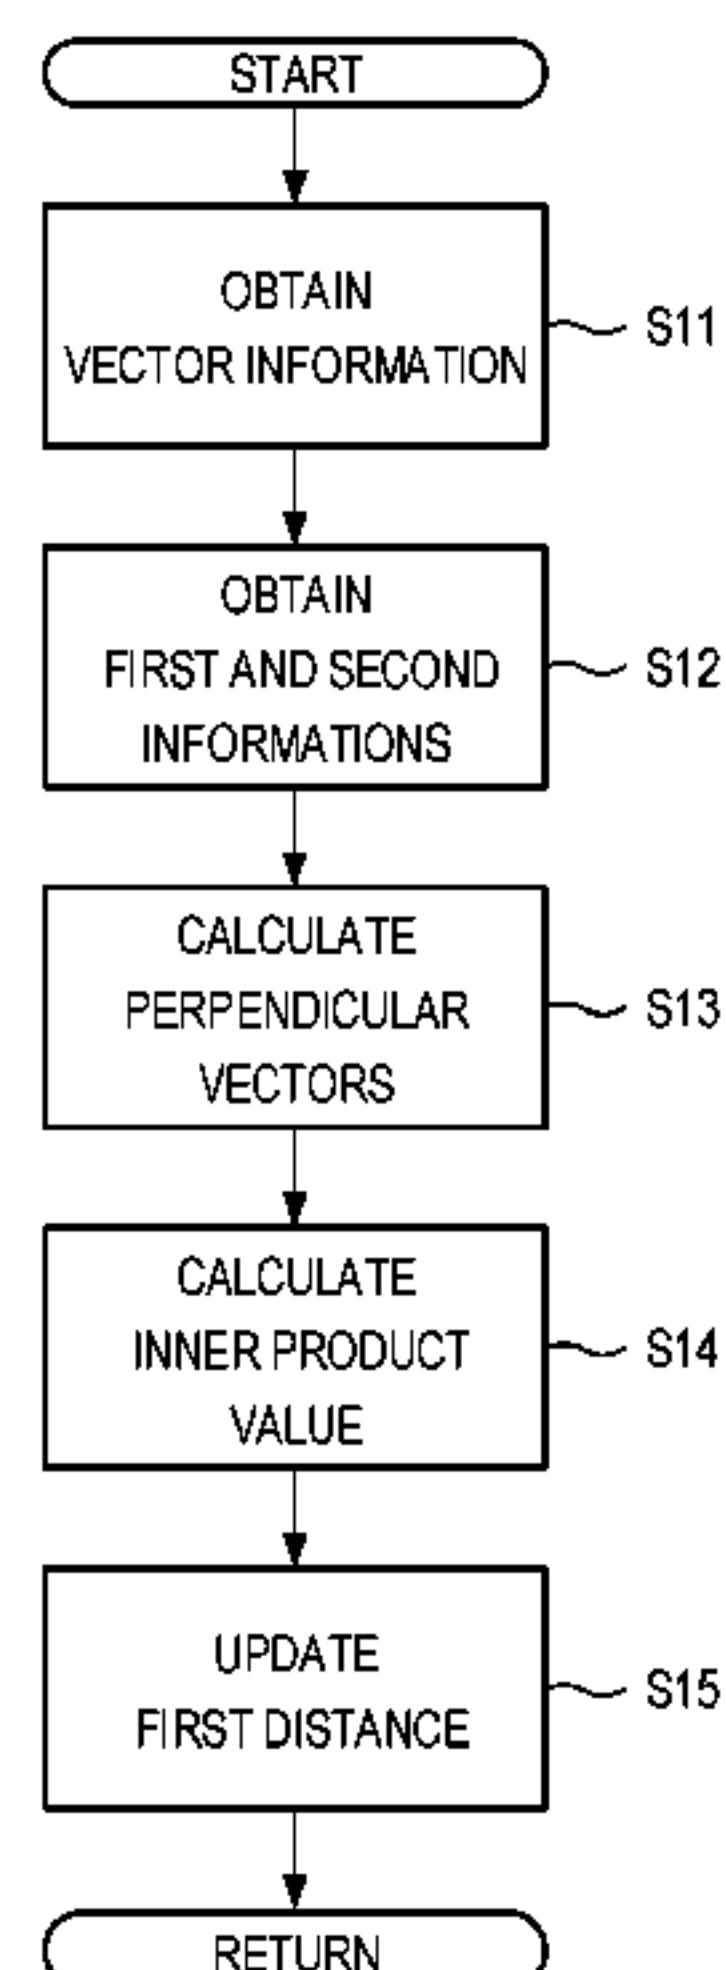 START
OBTAIN
VECTOR INFORMATION
S11
OBTAIN
FIRST AND SECOND
INFORMATIONS
S12
CALCULATE
PERPENDICULAR
VECTORS
S13
CALCULATE
INNER PRODUCT
VALUE
S14
UPDATE
FIRST DISTANCE
S15
RETURN